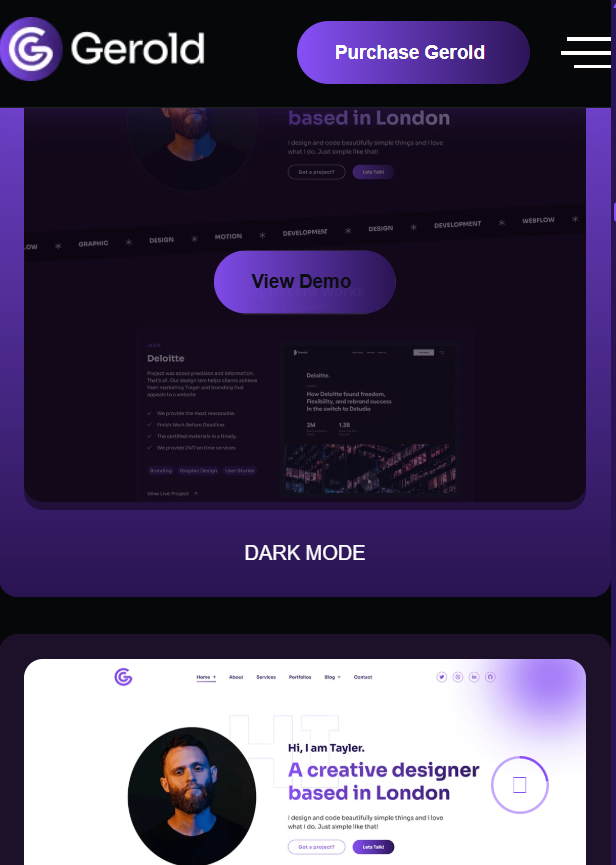 Gerold
Purchase Gerold
based in London
I design and code beautifully simple things and I love
what I do. Just simple like that!
Got a project?
Lets Talk!
GRAPHIC * DESIGN * MOTION * DEVELOPMENT * DESIGN * DEVELOPMENT * WEBFLOW *
View Demo
Deloitte
Project was about precision and information.
That's all. Our design team helps clients achieve
their marketing
and branding that
appears to a website
✓ We provide the most reasonable.
✓ Finish Work Before Deadline.
✓ The certified materials in a timely.
✓ We provide 24/7 on time services.
Branding
Graphic Design
User Stories
View Live Project ↗
Deloitte.
How Deloitte found freedom,
Flexibility, and rebrand success
in the switch to Dstudio
2M
1.3B
DARK MODE
Home +
About
Services
Portfolios
Blog +
Contact
HI
Hi, I am Tayler.
A creative designer
based in London
I design and code beautifully simple things and I love
what I do. Just simple like that!
Got a project?
Lets Talk!